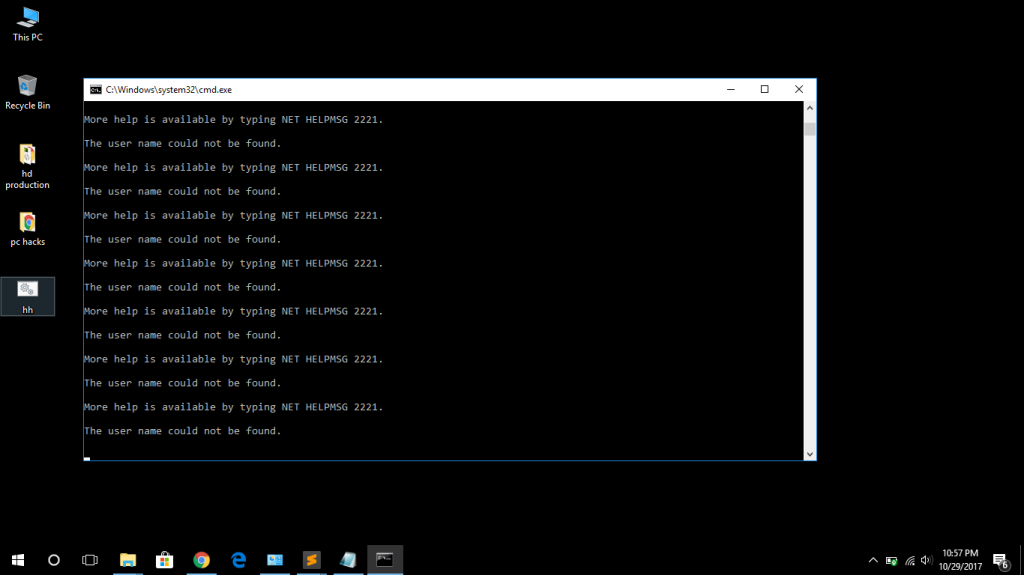 This PC
Recycle Bin
hd
production
pc hacks
hh
C:\Windows\system32\cmd.exe
More help is available by typing NET HELPMSG 2221.
The user name could not be found.
More help is available by typing NET HELPMSG 2221.
The user name could not be found.
More help is available by typing NET HELPMSG 2221.
The user name could not be found.
More help is available by typing NET HELPMSG 2221.
The user name could not be found.
More help is available by typing NET HELPMSG 2221.
The user name could not be found.
More help is available by typing NET HELPMSG 2221.
The user name could not be found.
More help is available by typing NET HELPMSG 2221.
The user name could not be found.
10:57 PM
10/29/2017
6